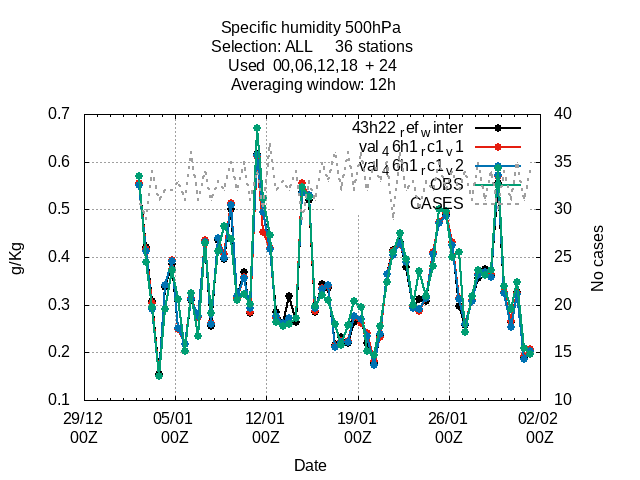 Specific humidity 500hPa
Selection: ALL 36 stations
Used 00,06,12,18 + 24
Averaging window: 12h
0.7
0.6
0.5
0.4
0.3
0.2
0.1
g/Kg
40
35
30
25
20
15
10
No cases
43h22_ref_winter
val_46h1_rc1_v1
val_46h1_rc1_v2
OBS
CASES
29/12 05/01 12/01 19/01 26/01 02/02
00Z 00Z 00Z 00Z 00Z 00Z
Date